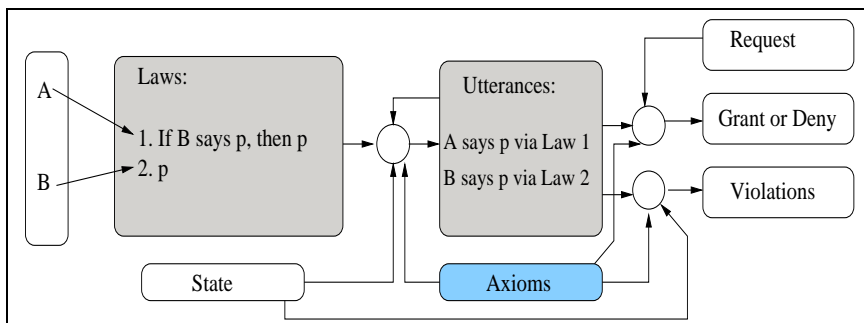 A
B
Laws:
1. If B says p, then p
2. p
Utterances:
A says p via Law 1
B says p via Law 2
Request
Grant or Deny
Violations
State
Axioms